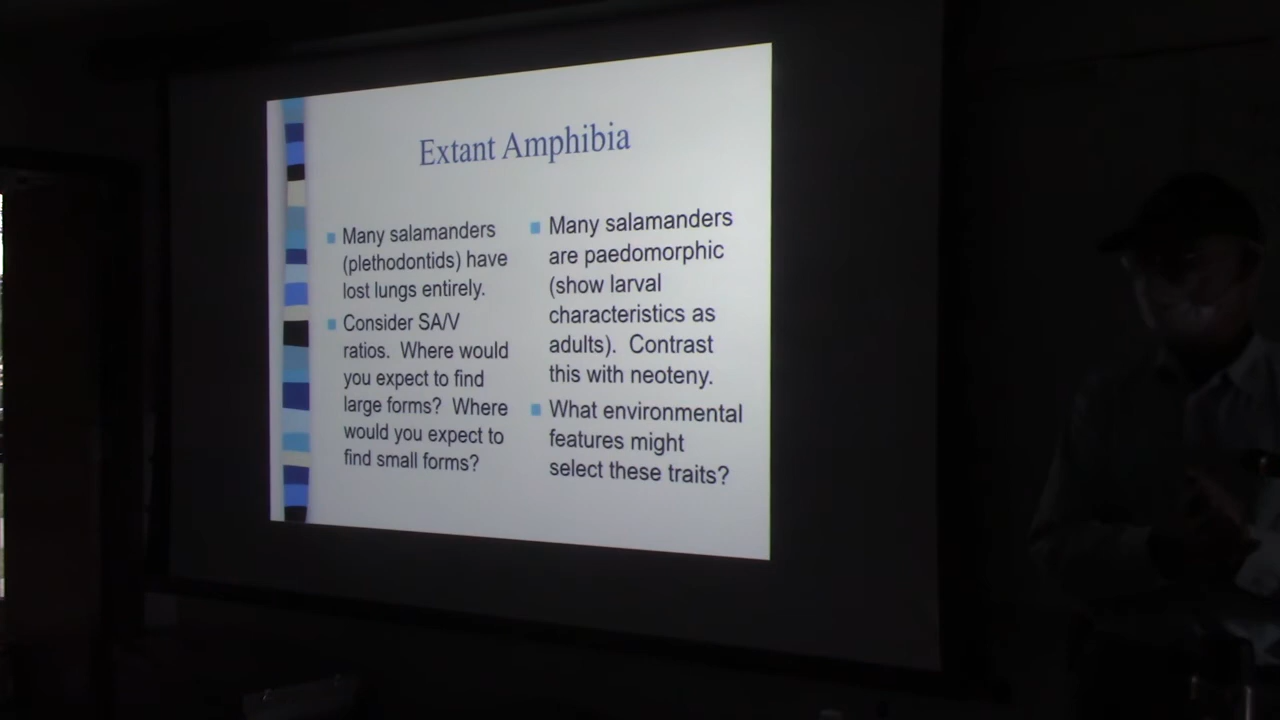 Extant Amphibia
Many salamanders
(plethodontids) have
lost lungs entirely.
Consider SA/V
ratios. Where would
you expect to find
large forms? Where
would you expect to
find small forms?
Many salamanders
are paedomorphic
(show larval
characteristics as
adults). Contrast
this with neoteny.
What environmental
features might
select these traits?